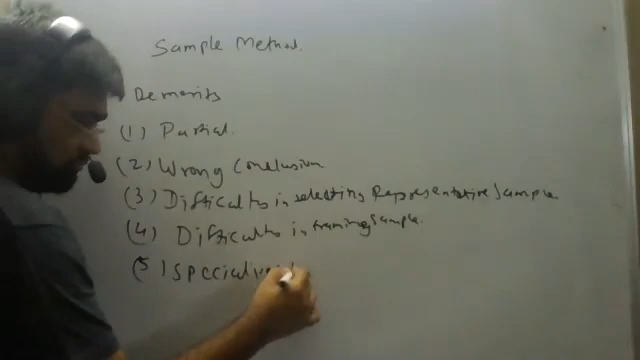 Sample Method.
Demerits
(1) Partial.
(2) Wrong Conclusion
(3) Difficulty in selecting Representative Sample
(4) Difficulty in framing Sample.
(5)